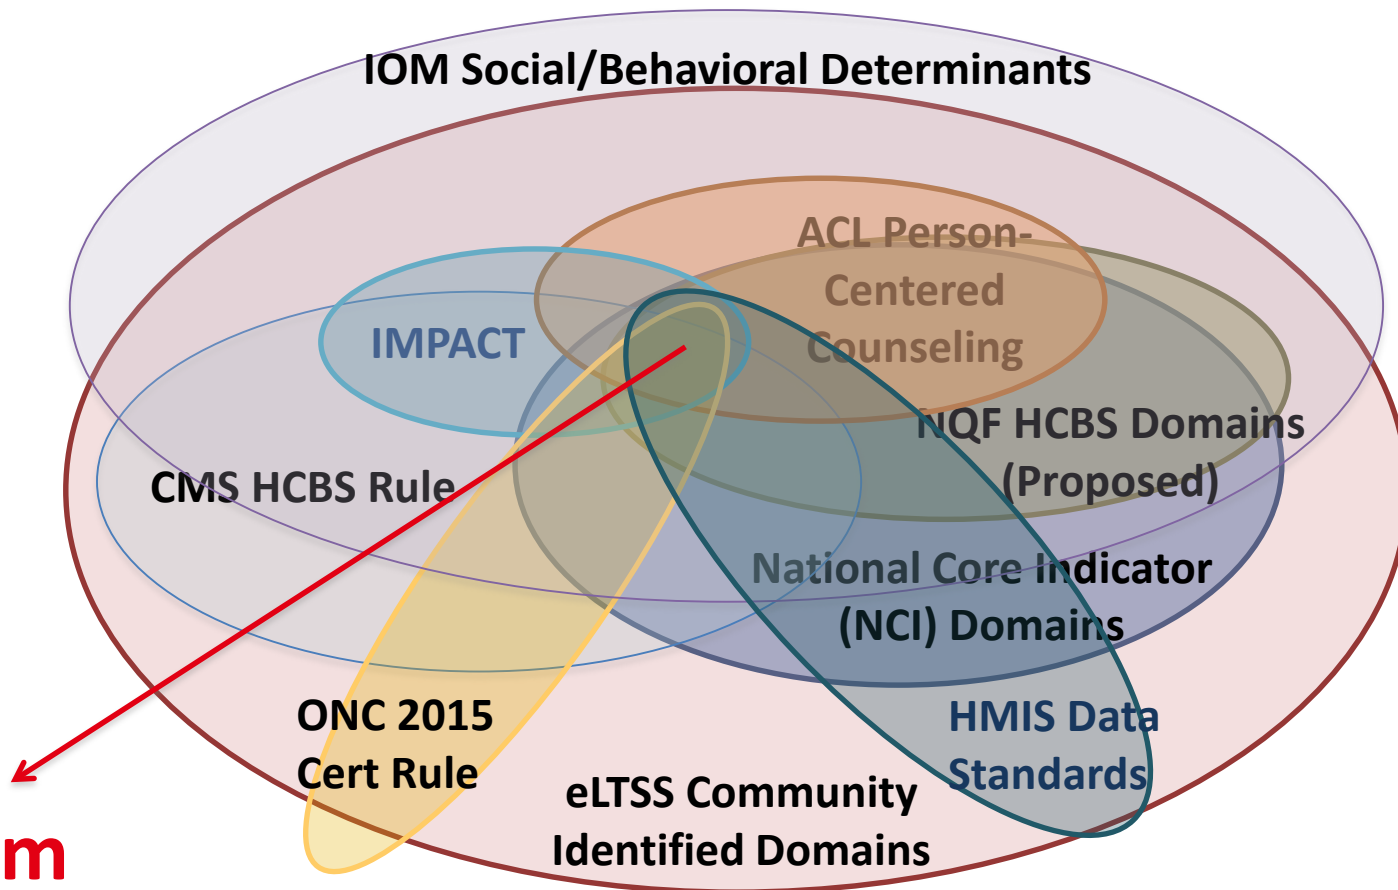 IOM Social/Behavioral Determinants
ACL Person-
Centered
Counseling
IMPACT
NQF HCBS Domains
(Proposed)
CMS HCBS Rule
National Core Indicator
(NCI) Domains
ONC 2015
Cert Rule
HMIS Data
Standards
eLTSS Community
Identified Domains
m